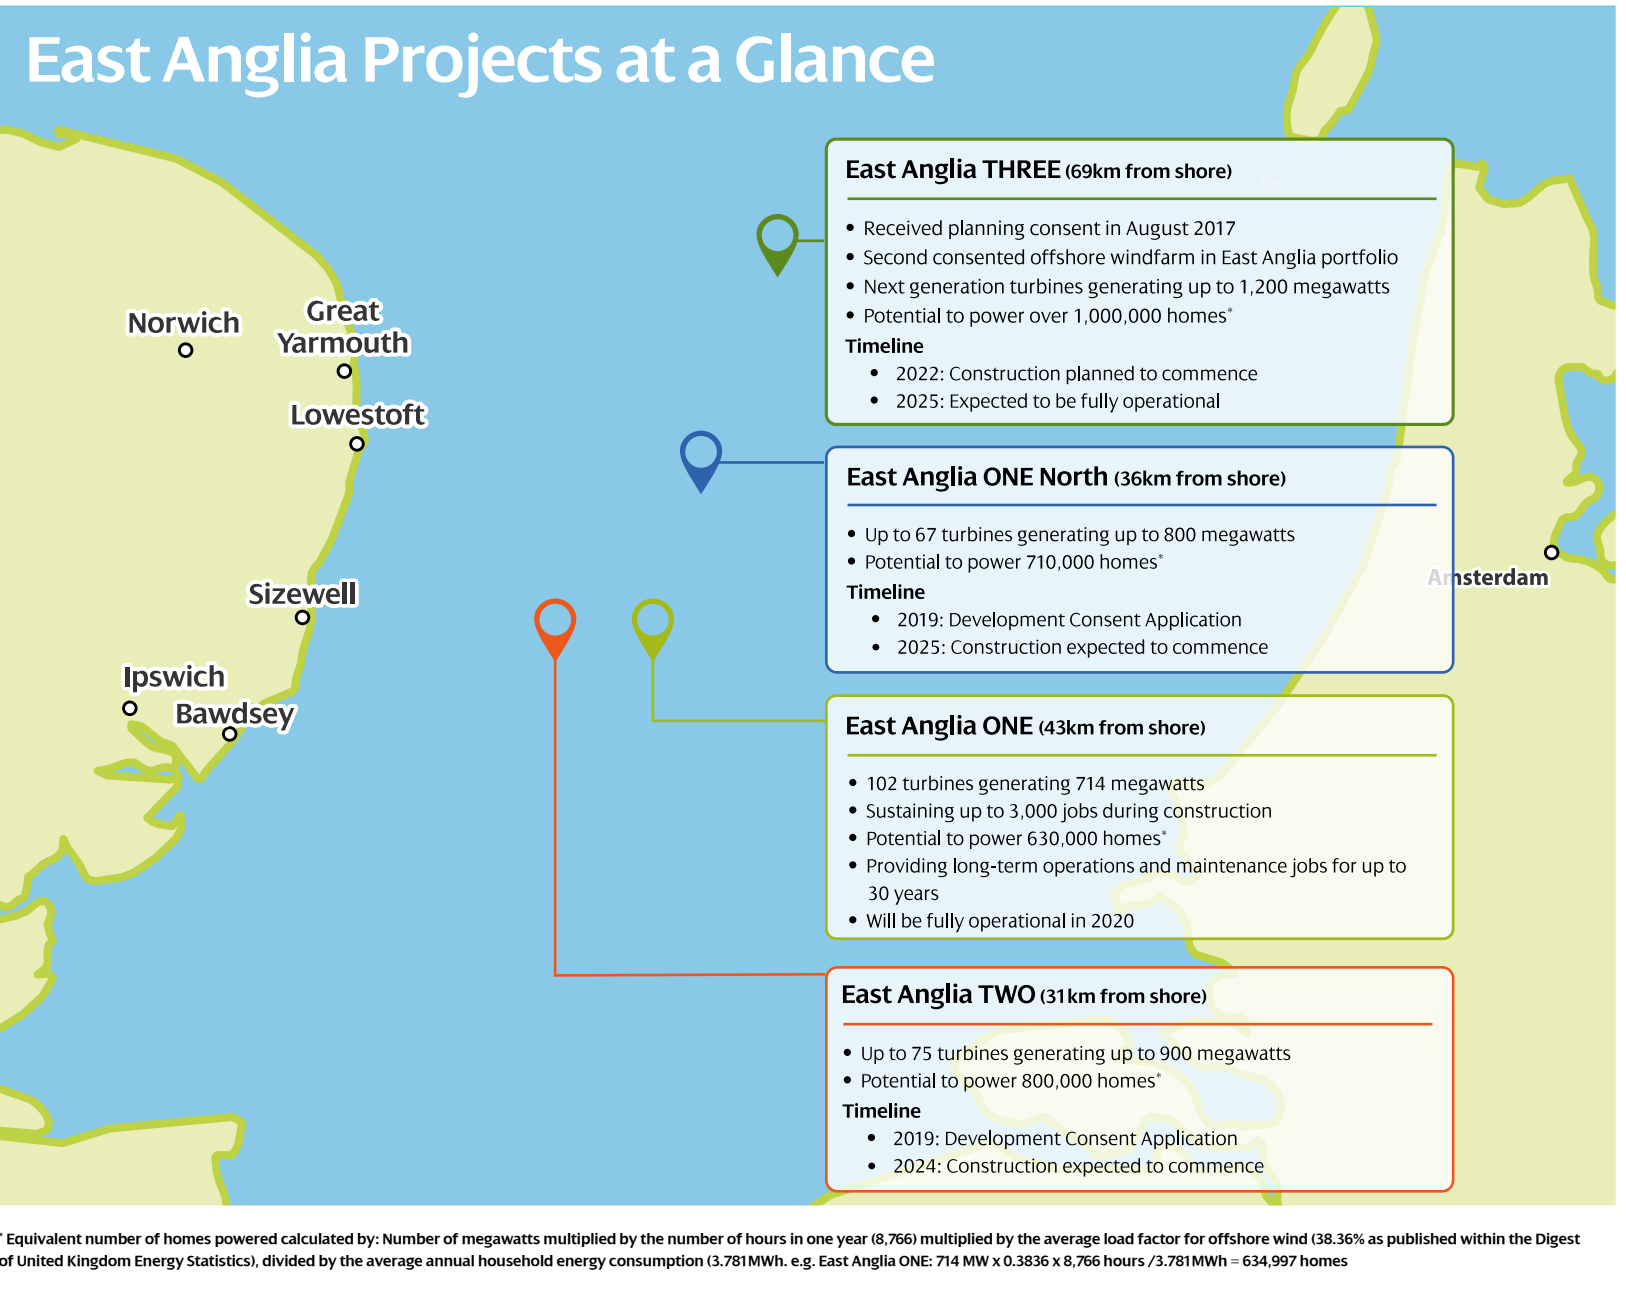 East Anglia Projects at a Glance
East Anglia THREE (69km from shore)
• Received planning consent in August 2017
• Second consented offshore windfarm in East Anglia portfolio
• Next generation turbines generating up to 1,200 megawatts
• Potential to power over 1,000,000 homes*
Timeline
• 2022: Construction planned to commence
• 2025: Expected to be fully operational
Norwich
Great
Yarmouth
Lowestoft
Sizewell
Ipswich
Bawdsey
East Anglia ONE North (36km from shore)
• Up to 67 turbines generating up to 800 megawatts
• Potential to power 710,000 homes*
Timeline
• 2019: Development Consent Application
• 2025: Construction expected to commence
Amsterdam
East Anglia ONE (43km from shore)
• 102 turbines generating 714 megawatts
• Sustaining up to 3,000 jobs during construction
• Potential to power 630,000 homes*
• Providing long-term operations and maintenance jobs for up to
30 years
• Will be fully operational in 2020
East Anglia TWO (31km from shore)
• Up to 75 turbines generating up to 900 megawatts
• Potential to power 800,000 homes*
Timeline
• 2019: Development Consent Application
• 2024: Construction expected to commence
* Equivalent number of homes powered calculated by: Number of megawatts multiplied by the number of hours in one year (8,766) multiplied by the average load factor for offshore wind (38.36% as published within the Digest
of United Kingdom Energy Statistics), divided by the average annual household energy consumption (3.781MWh. e.g. East Anglia ONE: 714 MW x 0.3836 x 8,766 hours /3.781MWh = 634,997 homes